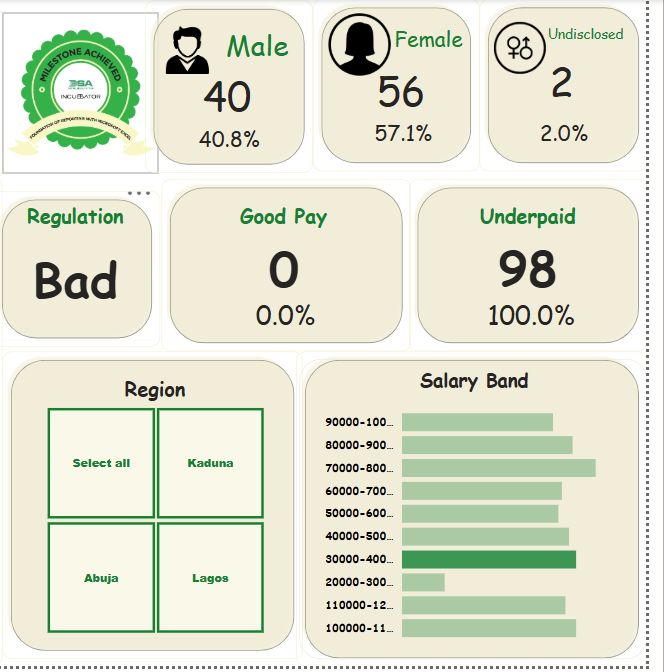 MILESTONE ACHIEVED
INCUBATOR
FOUNDATION OF REPORTING WITH MICROSOFT EXCEL
Male
40
40.8%
Female
56
57.1%
Undisclosed
2
2.0%
Regulation
Bad
Good Pay
0
0.0%
Underpaid
98
100.0%
Region
Select all
Kaduna
Abuja
Lagos
Salary Band
90000-100...
80000-900...
70000-800...
60000-700...
50000-600...
40000-500...
30000-400...
20000-300...
110000-12...
100000-11...